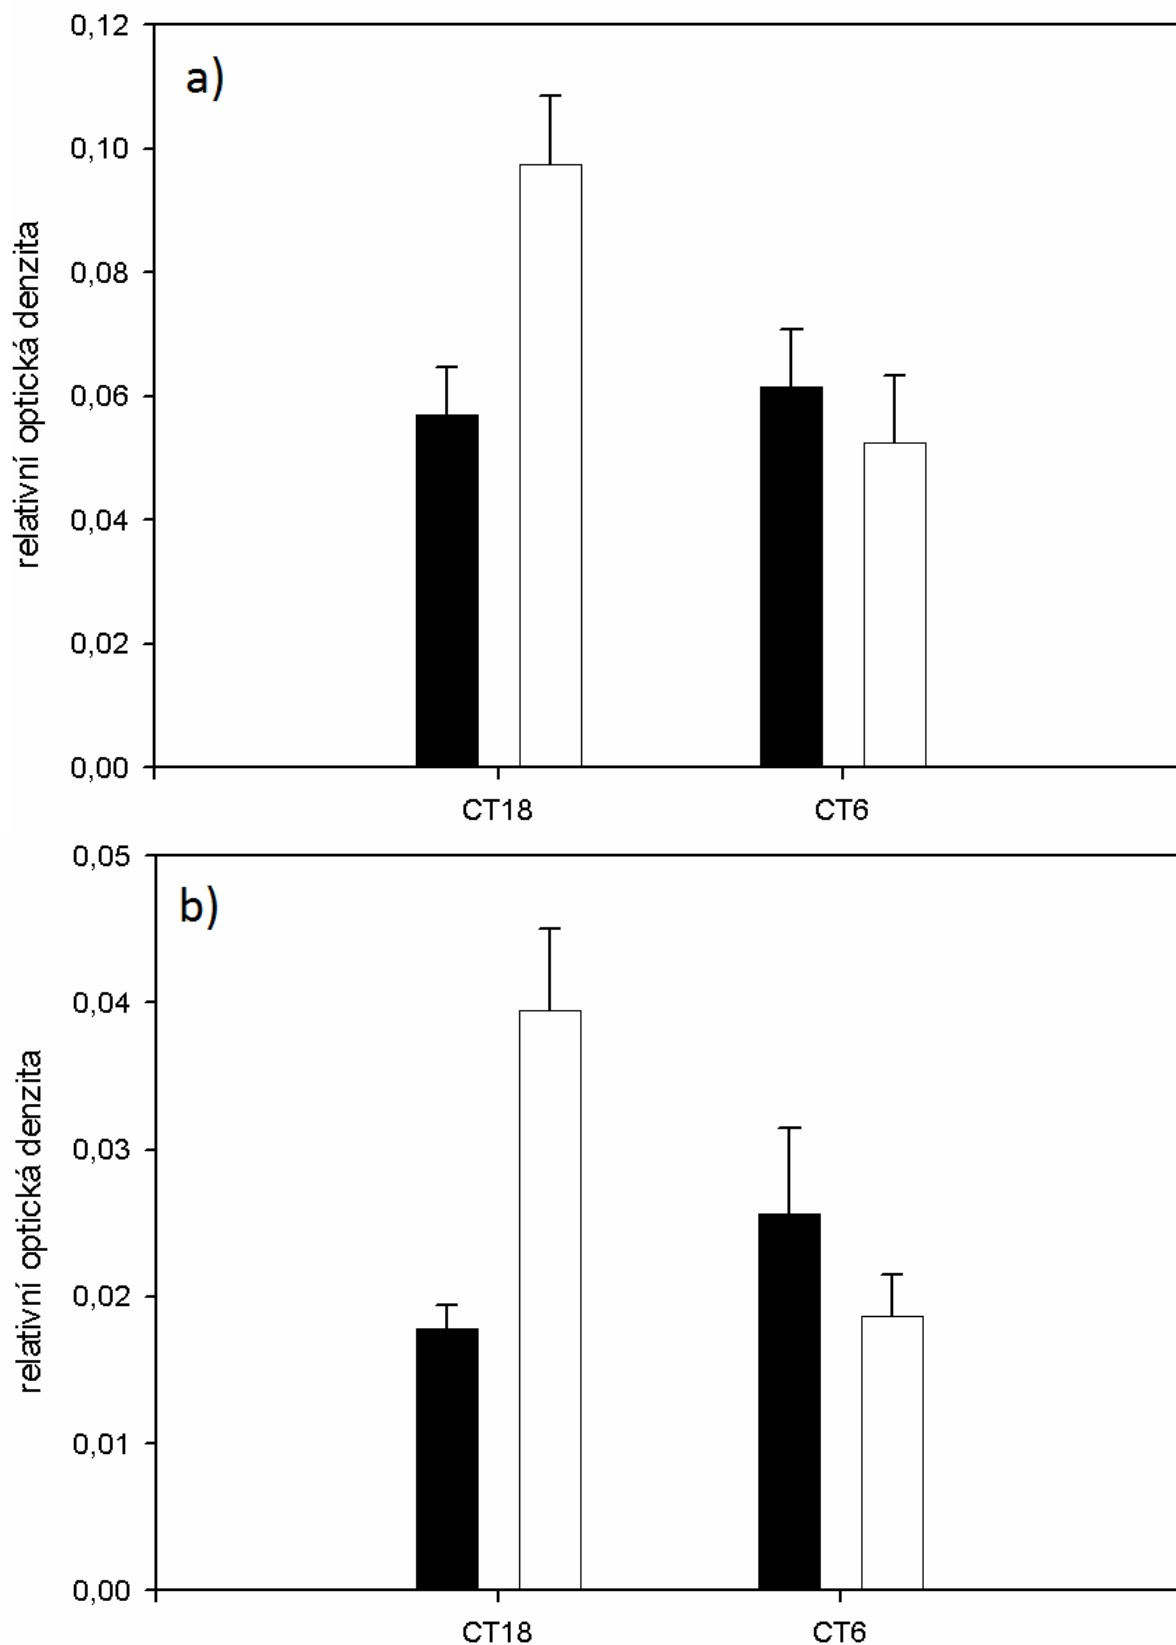 a)
relativní optická denzita
0,12
0,10
0,08
0,06
0,04
0,02
0,00
CT18 CT6
b)
relativní optická denzita
0,05
0,04
0,03
0,02
0,01
0,00
CT18 CT6